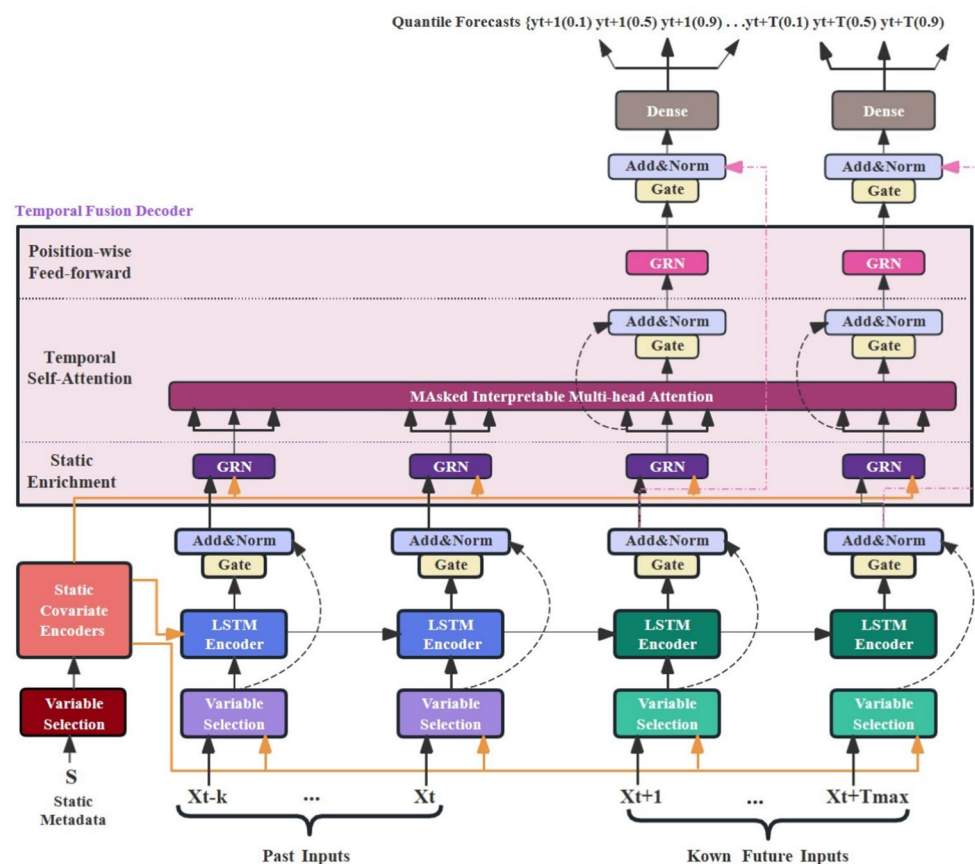 Quantile Forecasts {yt+1(0.1) yt+1(0.5) yt+1(0.9) . . .yt+T(0.1) yt+T(0.5) yt+T(0.9)
Dense
Dense
Add&Norm
Add&Norm
Gate
Gate
Temporal Fusion Decoder
Poisition-wise
Feed-forward
GRN
GRN
Add&Norm
Add&Norm
Gate
Gate
Temporal
Self-Attention
MAsked Interpretable Multi-head Attention
Static
Enrichment
GRN
GRN
GRN
GRN
Add&Norm
Add&Norm
Add&Norm
Add&Norm
Gate
Gate
Gate
Gate
Static
Covariate
Encoders
LSTM
Encoder
LSTM
Encoder
LSTM
Encoder
LSTM
Encoder
Variable
Selection
Variable
Selection
Variable
Selection
Variable
Selection
Variable
Selection
S
Static
Metadata
Xt-k
...
Xt
Xt+1
...
Xt+Tmax
Past Inputs
Kown Future Inputs